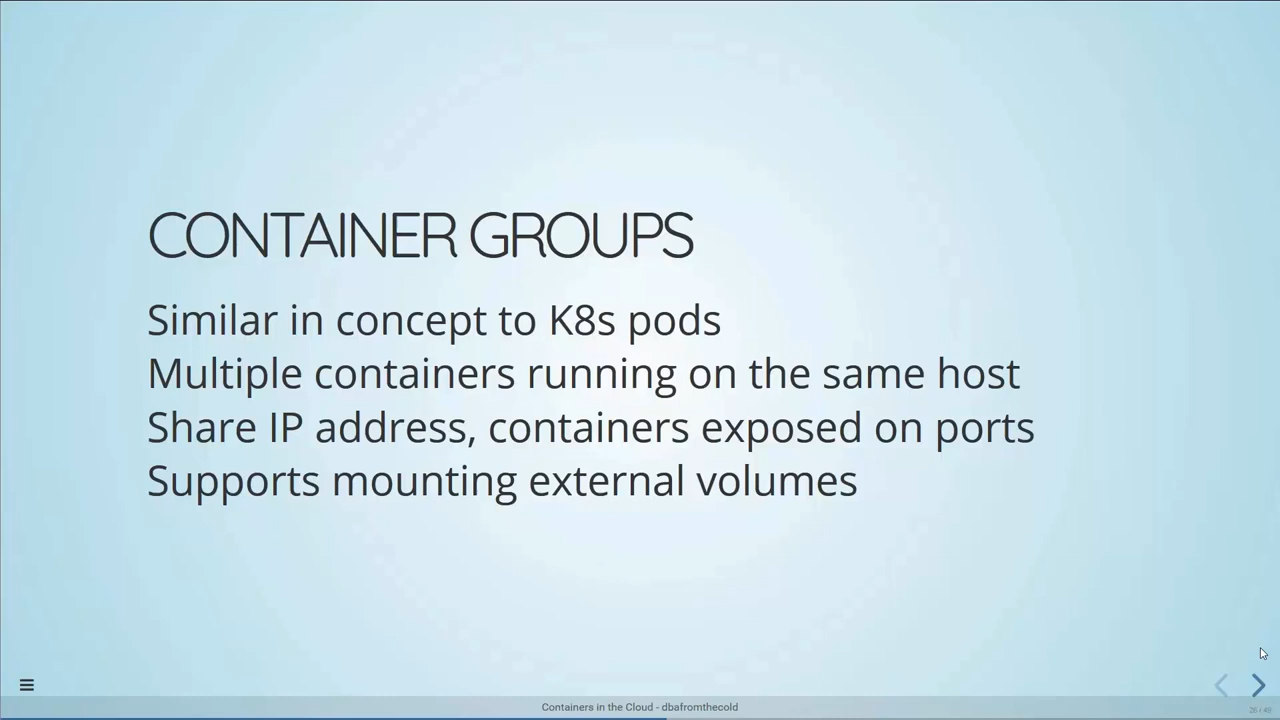 CONTAINER GROUPS
Similar in concept to K8s pods
Multiple containers running on the same host
Share IP address, containers exposed on ports
Supports mounting external volumes
Containers in the Cloud - dbafromthecold